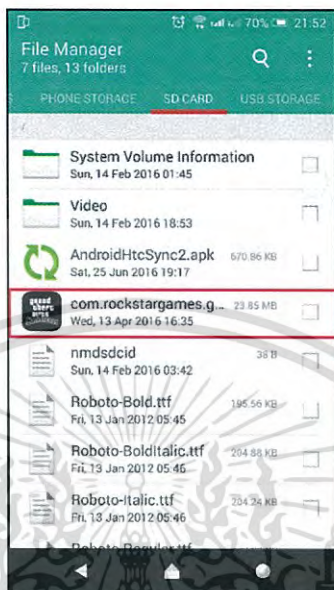 70% 21:52
File Manager
7 files, 13 folders
PHONE STORAGE SD CARD USB STORAGE
/
System Volume Information
Sun, 14 Feb 2016 01:45
Video
Sun, 14 Feb 2016 18:53
AndroidHtcSync2.apk 670.86 KB
Sat, 25 Jun 2016 19:17
com.rockstargames.g... 23.85 MB
Wed, 13 Apr 2016 16:35
nmdsdcid 38 B
Sun, 14 Feb 2016 03:42
Roboto-Bold.ttf 195.56 KB
Fri, 13 Jan 2012 05:45
Roboto-BoldItalic.ttf 204.88 KB
Fri, 13 Jan 2012 05:46
Roboto-Italic.ttf 204.24 KB
Fri, 13 Jan 2012 05:46
Roboto-Regular.ttf